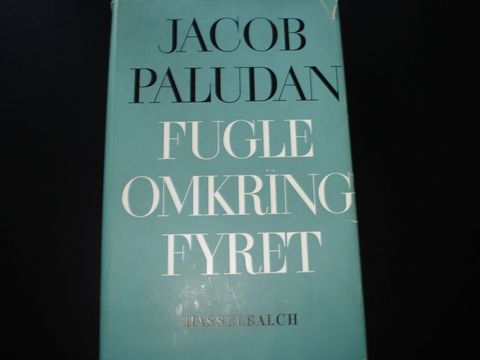 JACOB
PALUDAN
FUGLE
OMKRING
FYRET
HASSELBALCH